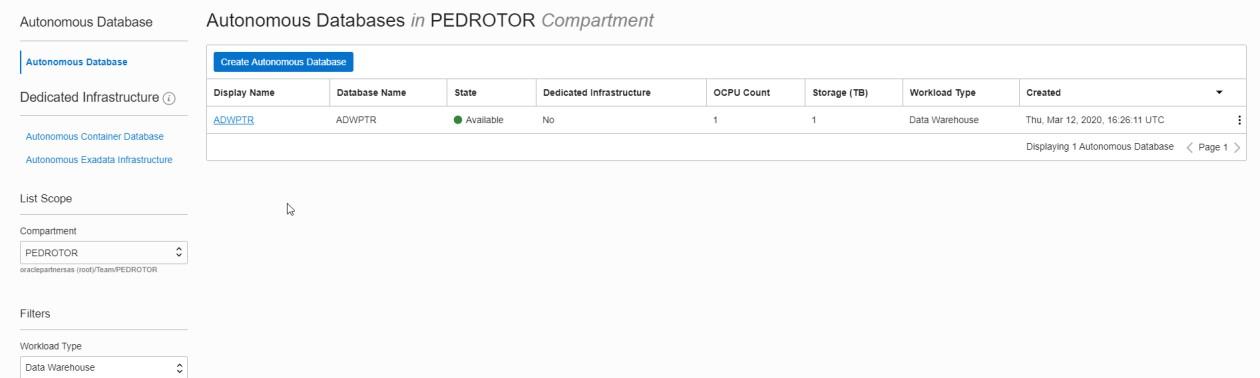 Autonomous Database
Autonomous Database
Dedicated Infrastructure i
Autonomous Container Database
Autonomous Exadata Infrastructure
List Scope
Compartment
PEDROTOR
oraclepartnersas (root)/Team/PEDROTOR
Filters
Workload Type
Data Warehouse
Autonomous Databases in PEDROTOR Compartment
Create Autonomous Database
Display Name Database Name State Dedicated Infrastructure OCPU Count Storage (TB) Workload Type Created
ADWPTR ADWPTR Available No 1 1 Data Warehouse Thu, Mar 12, 2020, 16:26:11 UTC
Displaying 1 Autonomous Database < Page 1 >